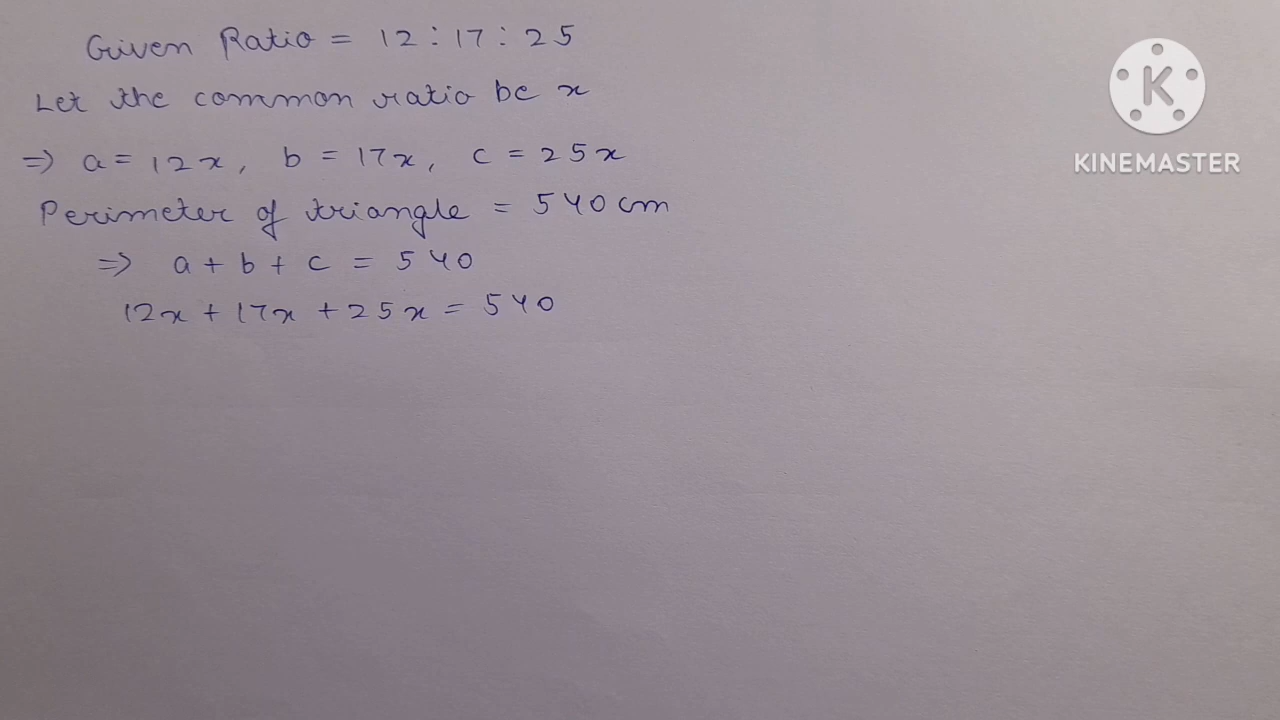 Given Ratio = 12 : 17 : 25
Let the common ratio be x
⇒ a = 12x, b = 17x, c = 25x
Perimeter of triangle = 540 cm
⇒ a + b + c = 540
12x + 17x + 25x = 540
K
KINEMASTER